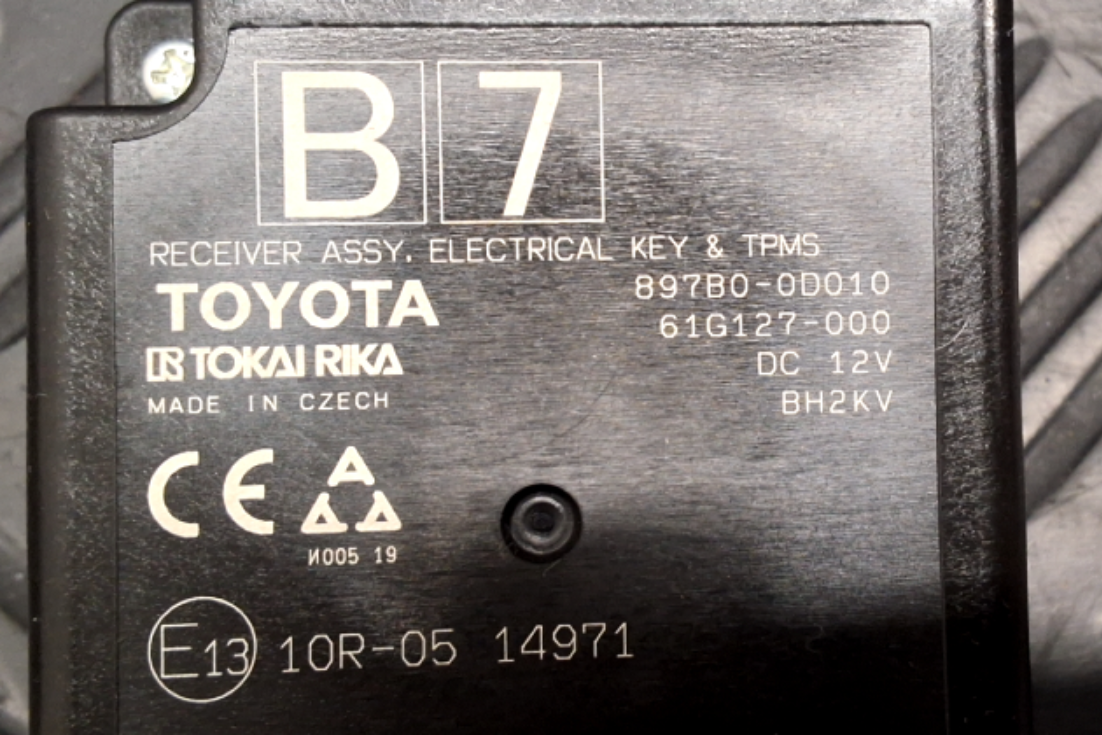 B 7
RECEIVER ASSY. ELECTRICAL KEY & TPMS
TOYOTA
897B0-0D010
61G127-000
TOKAI RIKA
DC 12V
MADE IN CZECH
BH2KV
CE
И005 19
E13 10R-05 14971